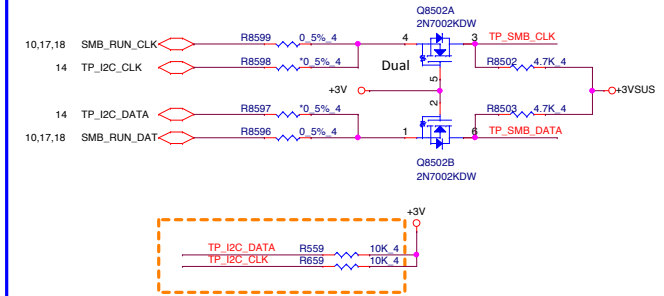 Q8502A
2N7002KDW
10,17,18 SMB_RUN_CLK R8599 0_5%_4 4 3 TP_SMB_CLK
14 TP_I2C_CLK R8598 *0_5%_4 Dual 5 R8502 4.7K_4
+3V +3VSUS
14 TP_I2C_DATA R8597 *0_5%_4 2 R8503 4.7K_4
10,17,18 SMB_RUN_DAT R8596 0_5%_4 1 6 TP_SMB_DATA
Q8502B
2N7002KDW
+3V
TP_I2C_DATA R559 10K_4
TP_I2C_CLK R659 10K_4